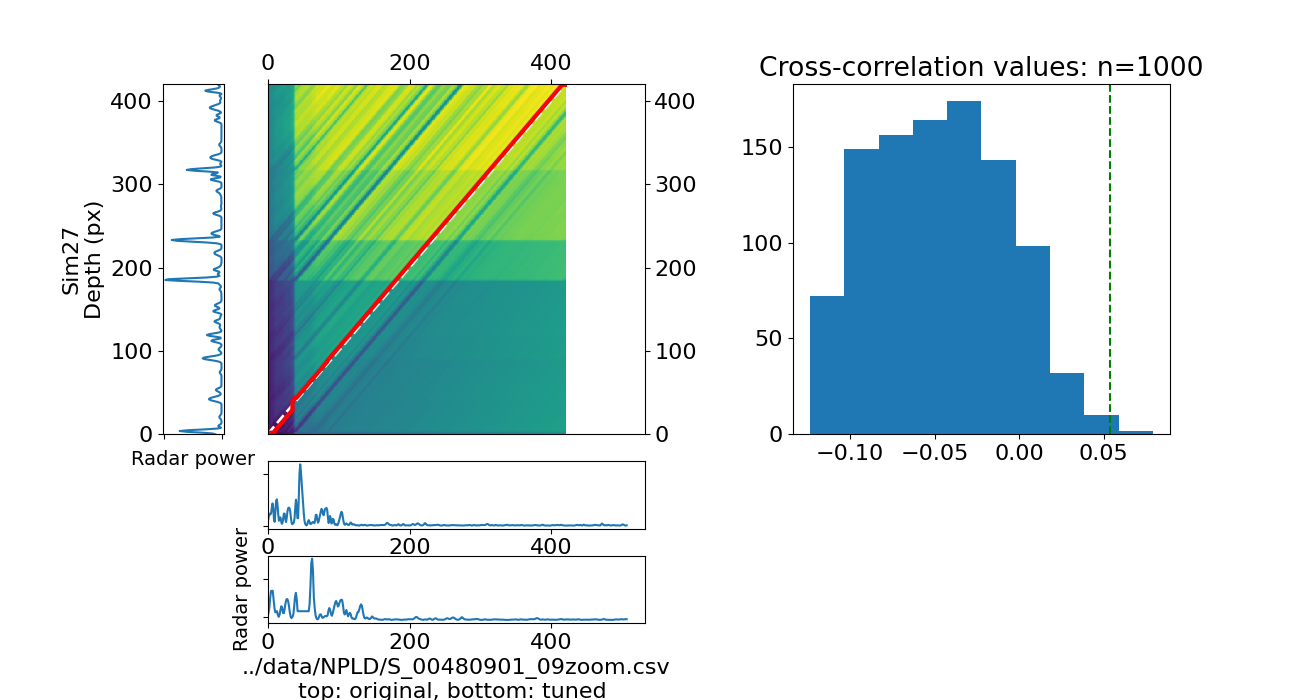 Cross-correlation values: n=1000
0 200 400
400 400
300 300
200 200
100 100
0 0
Sim27
Depth (px)
Radar power
150
100
50
0
−0.10 −0.05 0.00 0.05
0 200 400
Radar power
0 200 400
../data/NPLD/S_00480901_09zoom.csv
top: original, bottom: tuned